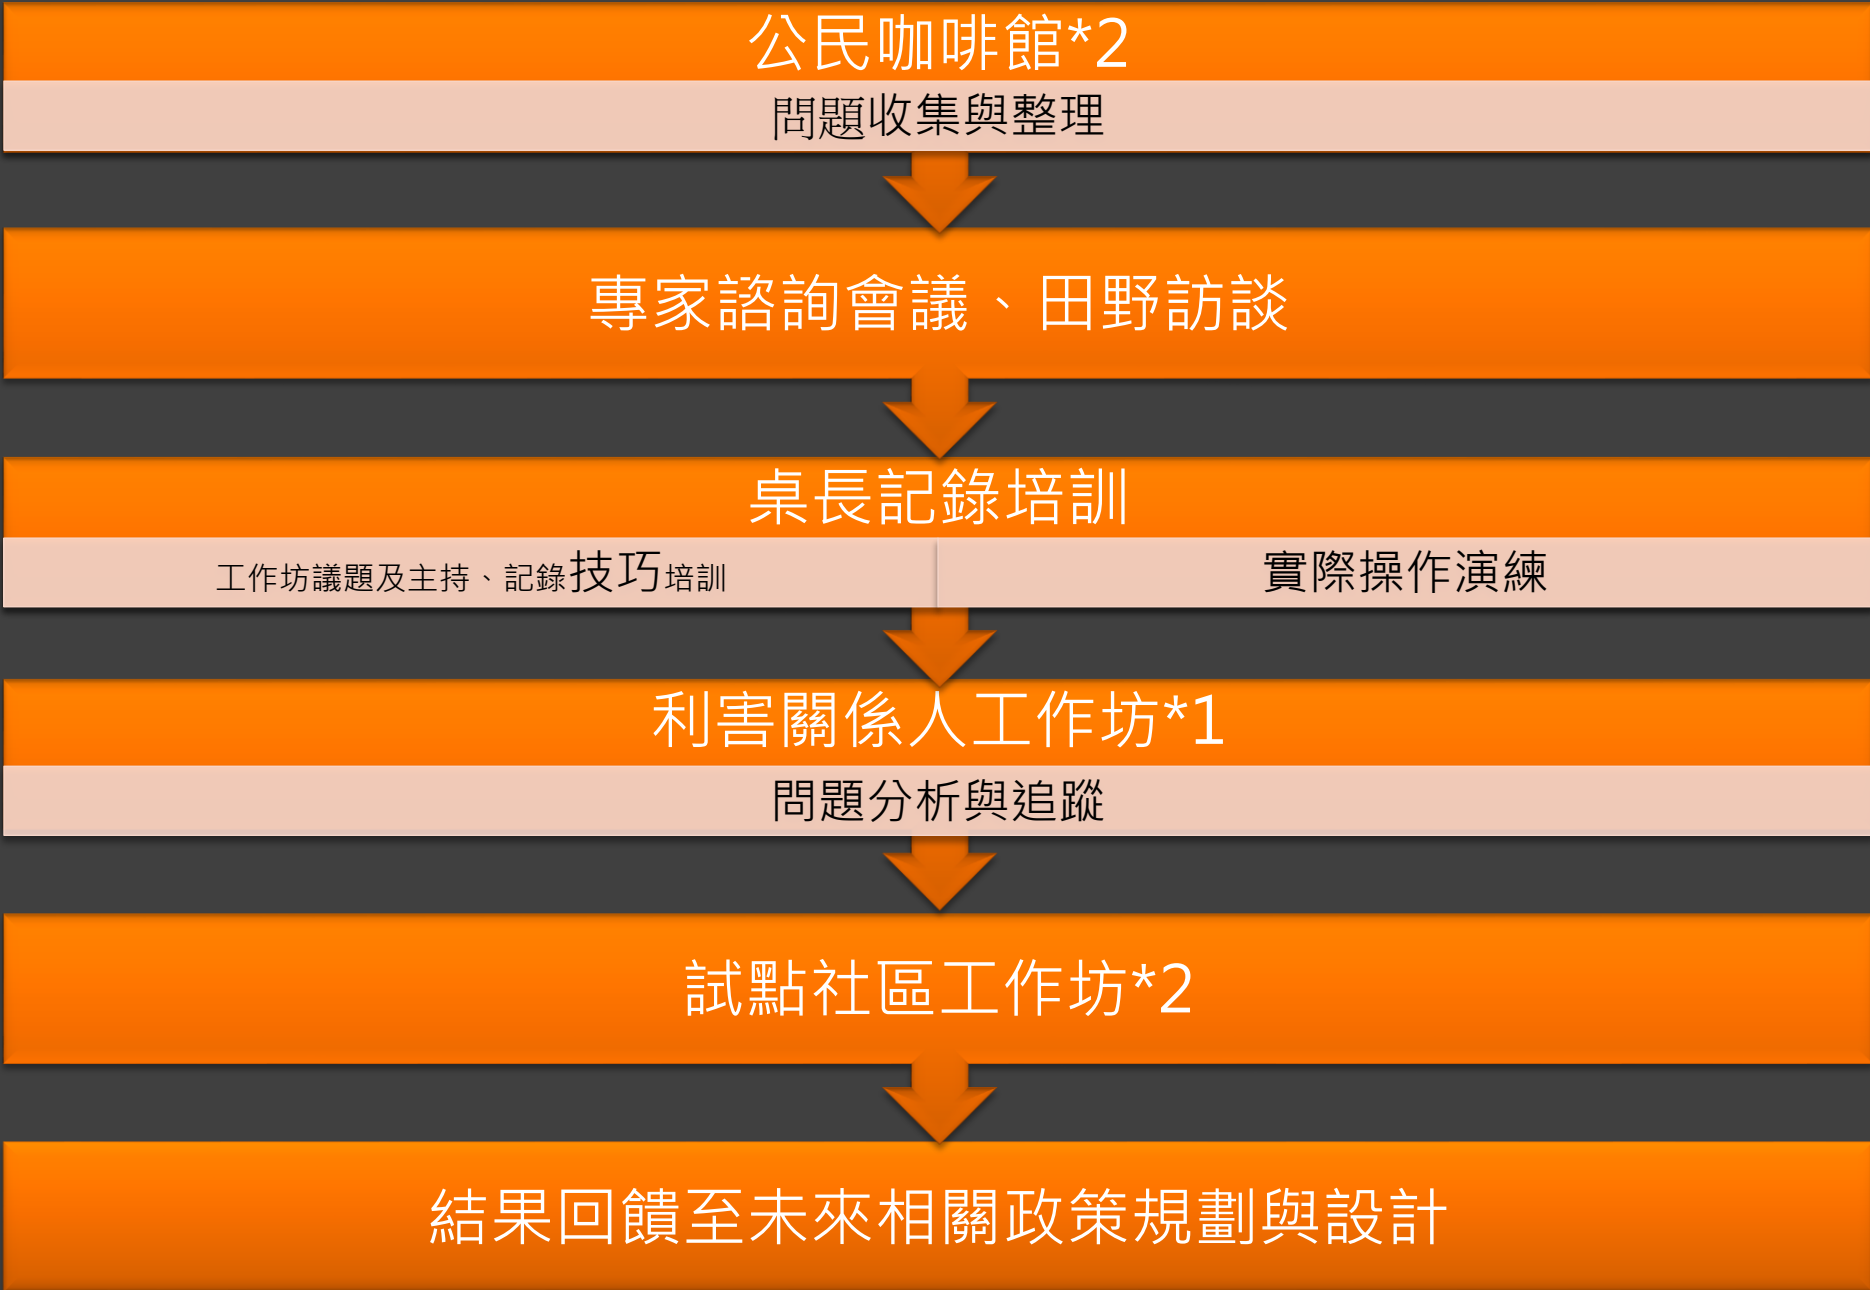 公民咖啡館*2
問題收集與整理
專家諮詢會議、田野訪談
桌長記錄培訓
工作坊議題及主持、記錄技巧培訓
實際操作演練
利害關係人工作坊*1
問題分析與追蹤
試點社區工作坊*2
結果回饋至未來相關政策規劃與設計